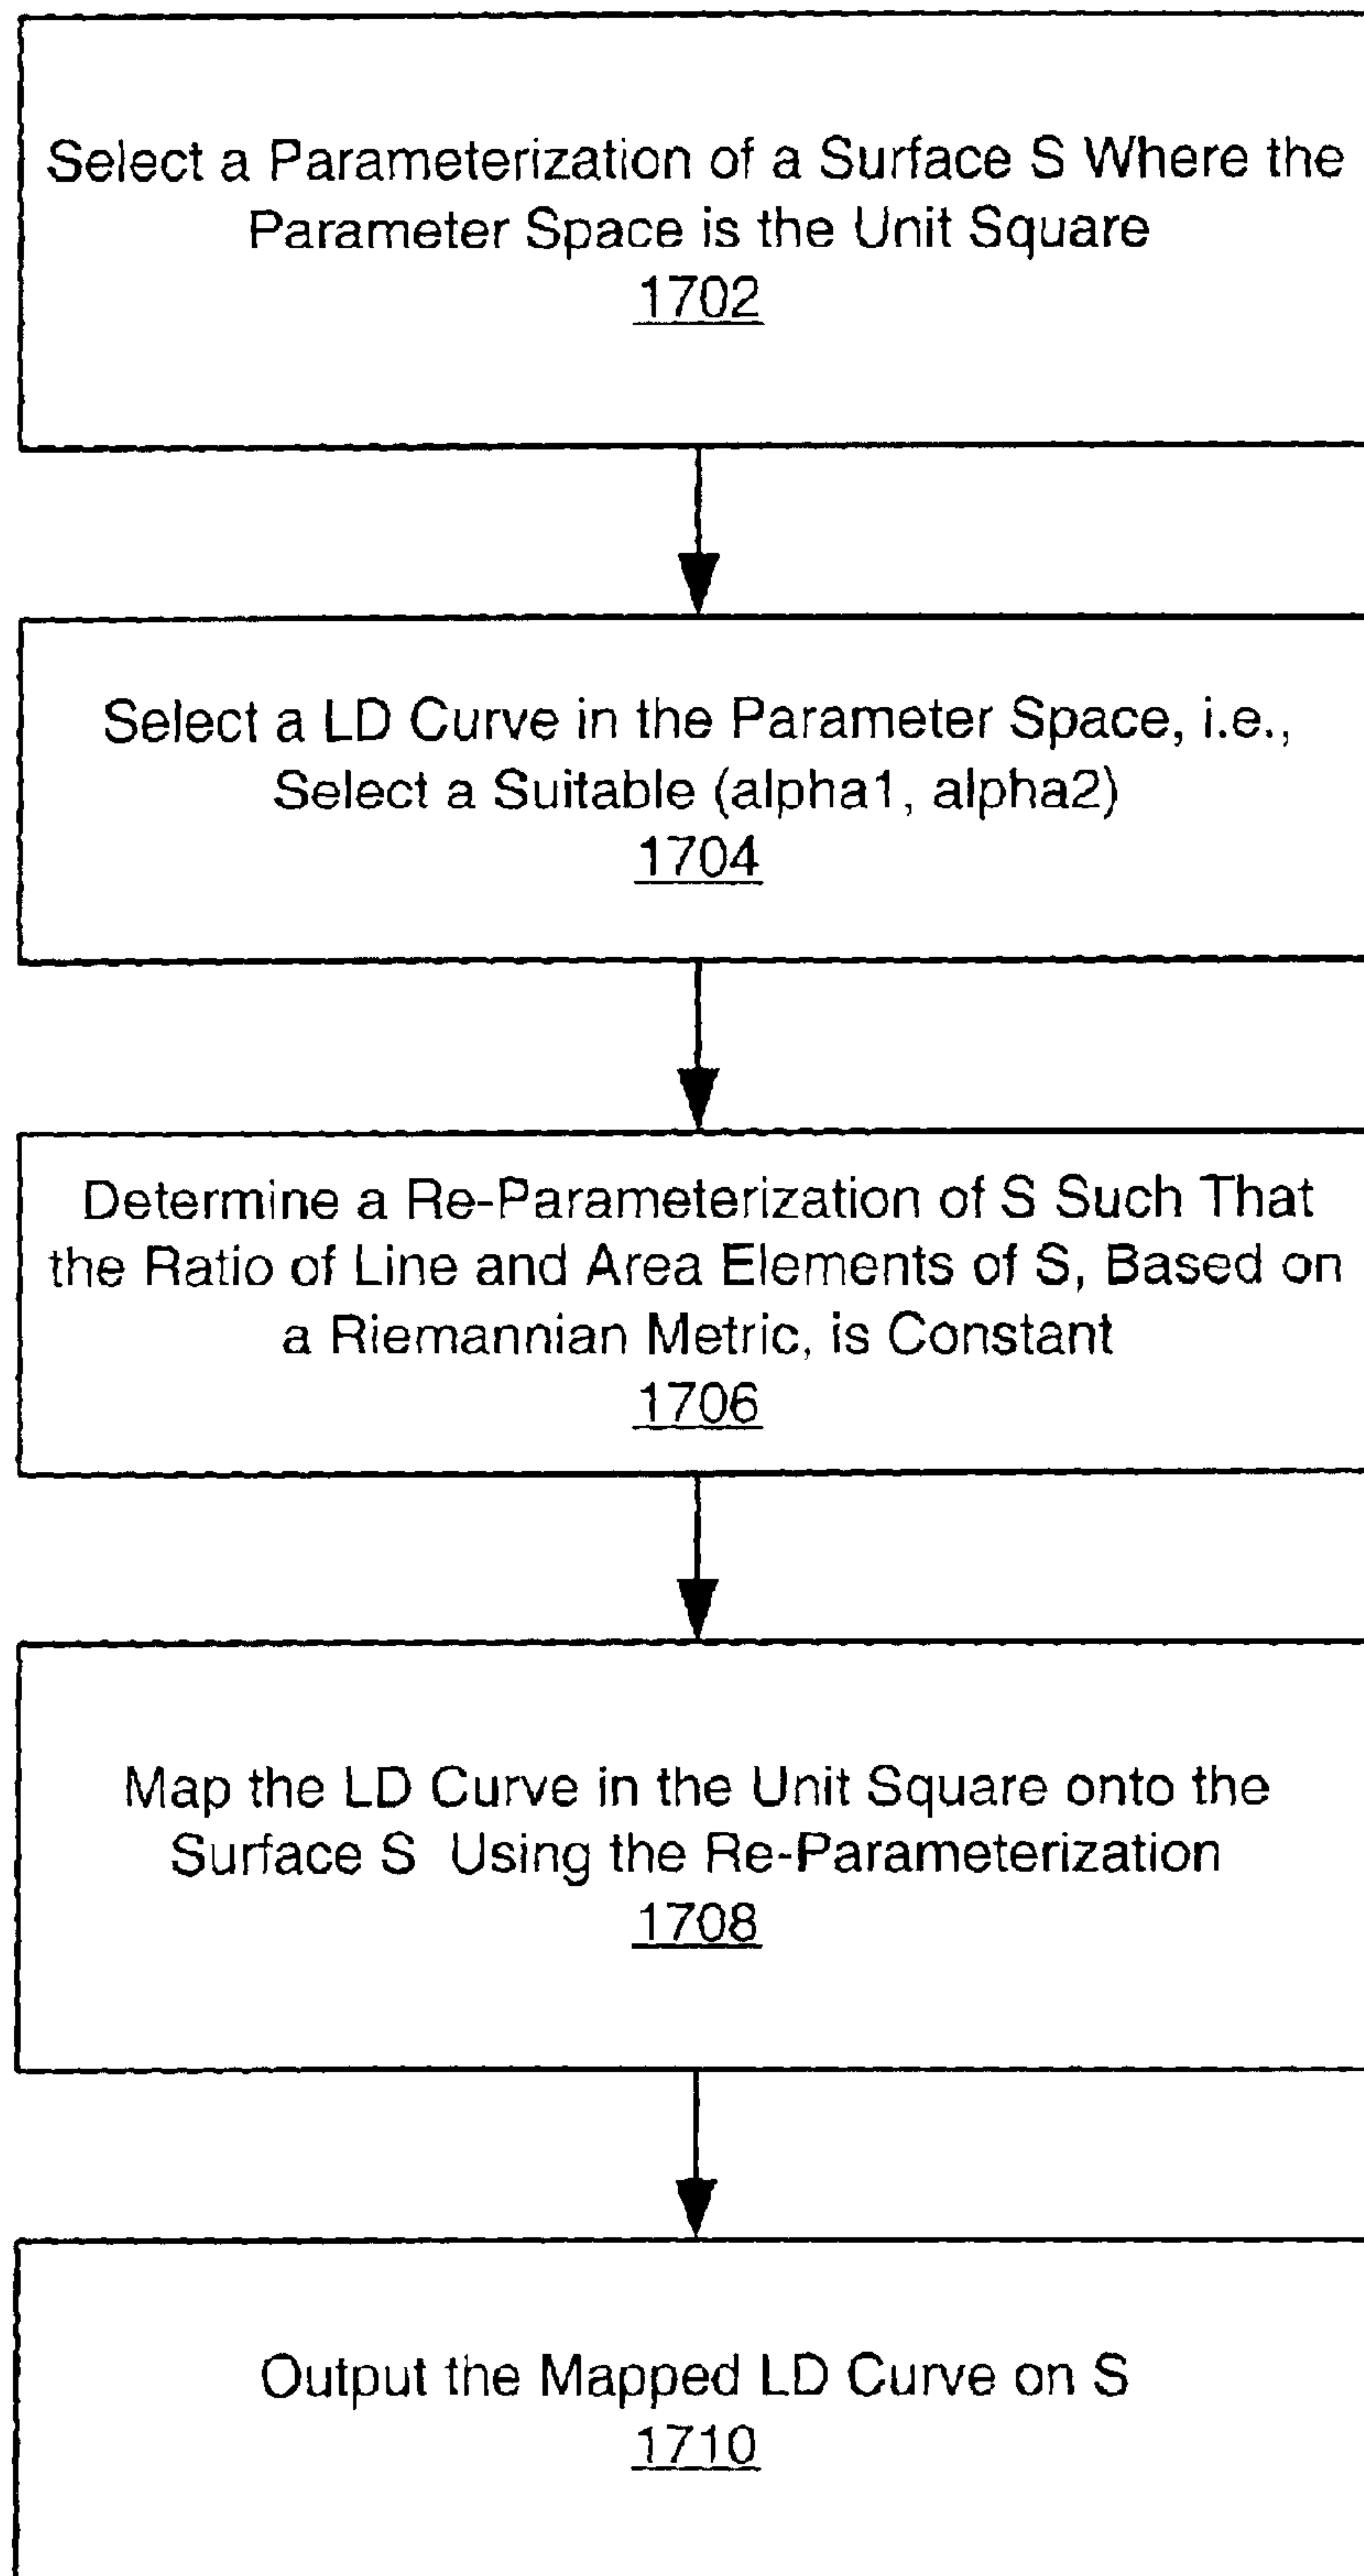 Select a Parameterization of a Surface S Where the
Parameter Space is the Unit Square
1702
Select a LD Curve in the Parameter Space, i.e.,
Select a Suitable (alpha1, alpha2)
1704
Determine a Re-Parameterization of S Such That
the Ratio of Line and Area Elements of S, Based on
a Riemannian Metric, is Constant
1706
Map the LD Curve in the Unit Square onto the
Surface S Using the Re-Parameterization
1708
Output the Mapped LD Curve on S
1710